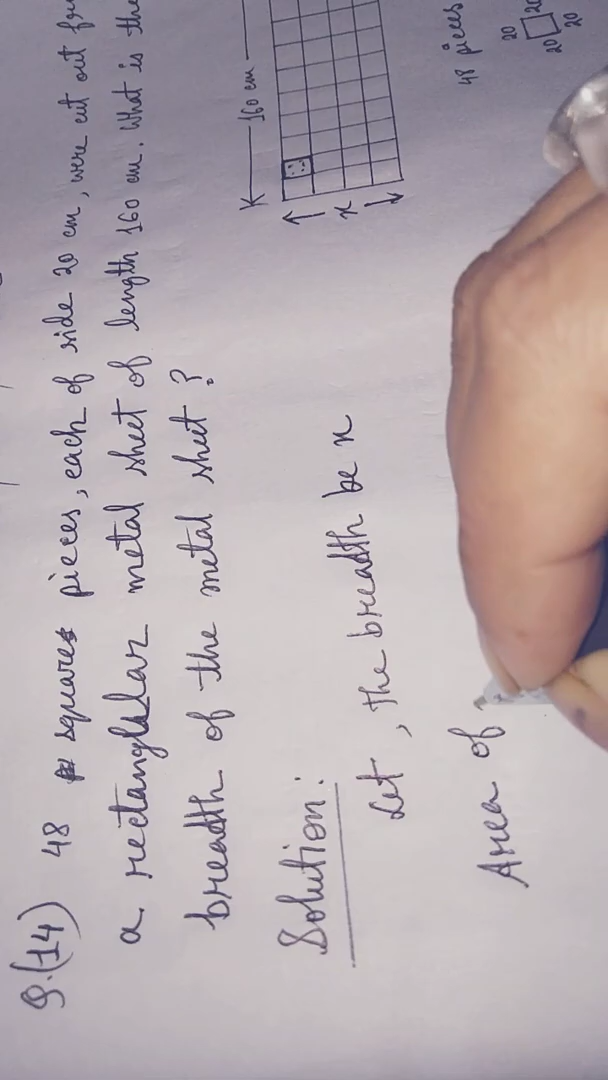 Q.(14) 48 squares pieces, each of side 20 cm, were cut out
a rectangular metal sheet of length 160 cm. What is the
breadth of the metal sheet?
Solution:
Let, the breadth be x
Area of
160 cm
x
48 pieces
20
20
20
20